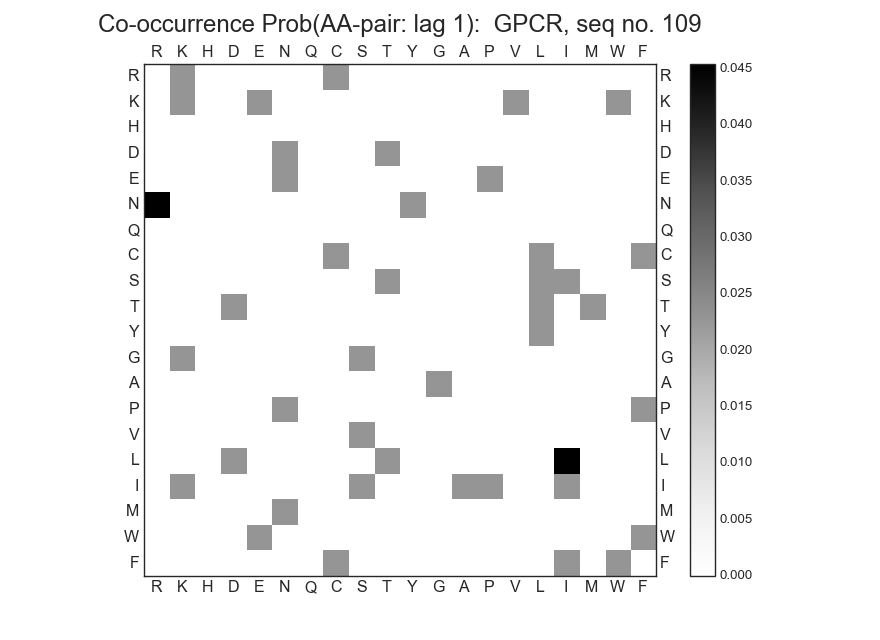 Co-occurrence Prob(AA-pair: lag 1):  GPCR, seq no. 109
R K H D E N Q C S T Y G A P V L I M W F
R R 0.045
K K
H H 0.040
D D
E E 0.035
N N
Q Q 0.030
C C
S S 0.025
T T
Y Y 0.020
G G
A A 0.015
P P
V V 0.010
L L
I I 0.005
M M
W W
F F 0.000
R K H D E N Q C S T Y G A P V L I M W F